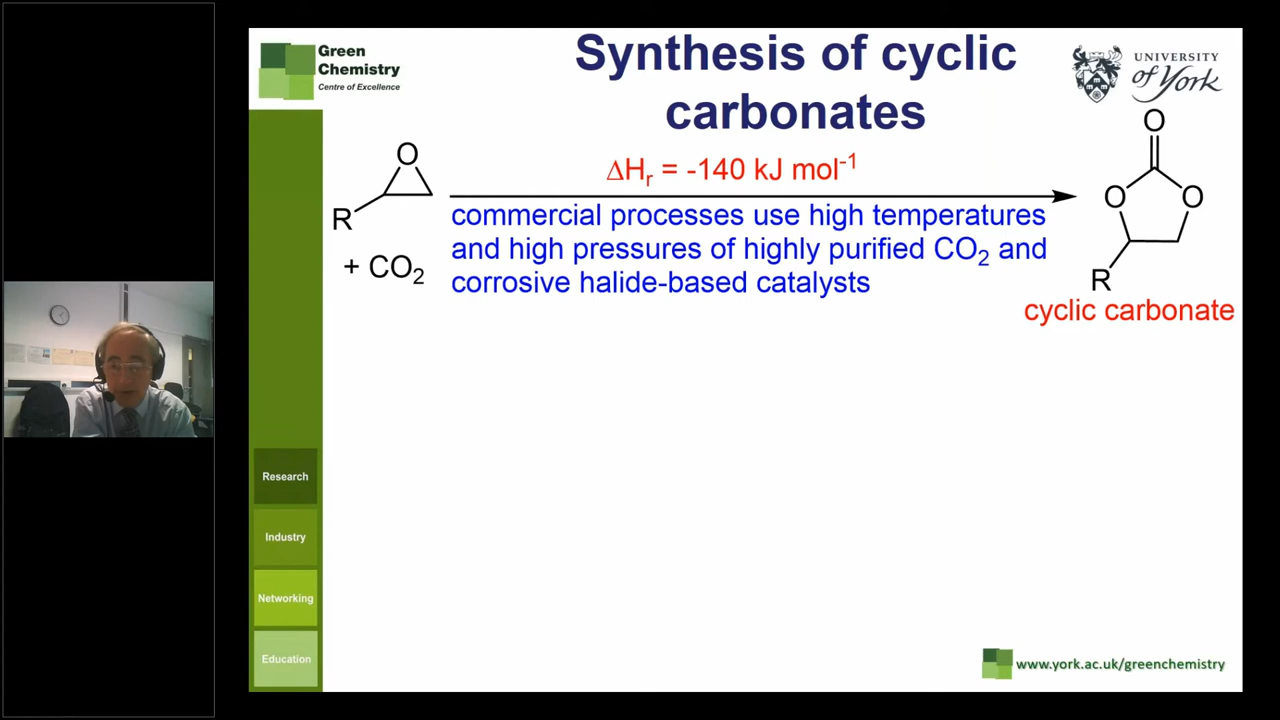 Green
Chemistry
Centre of Excellence
Synthesis of cyclic
carbonates
UNIVERSITY
of York
O
R
+ CO₂
ΔHᵣ = -140 kJ mol⁻¹
commercial processes use high temperatures
and high pressures of highly purified CO₂ and
corrosive halide-based catalysts
O
O
O
R
cyclic carbonate
Research
Industry
Networking
Education
www.york.ac.uk/greenchemistry